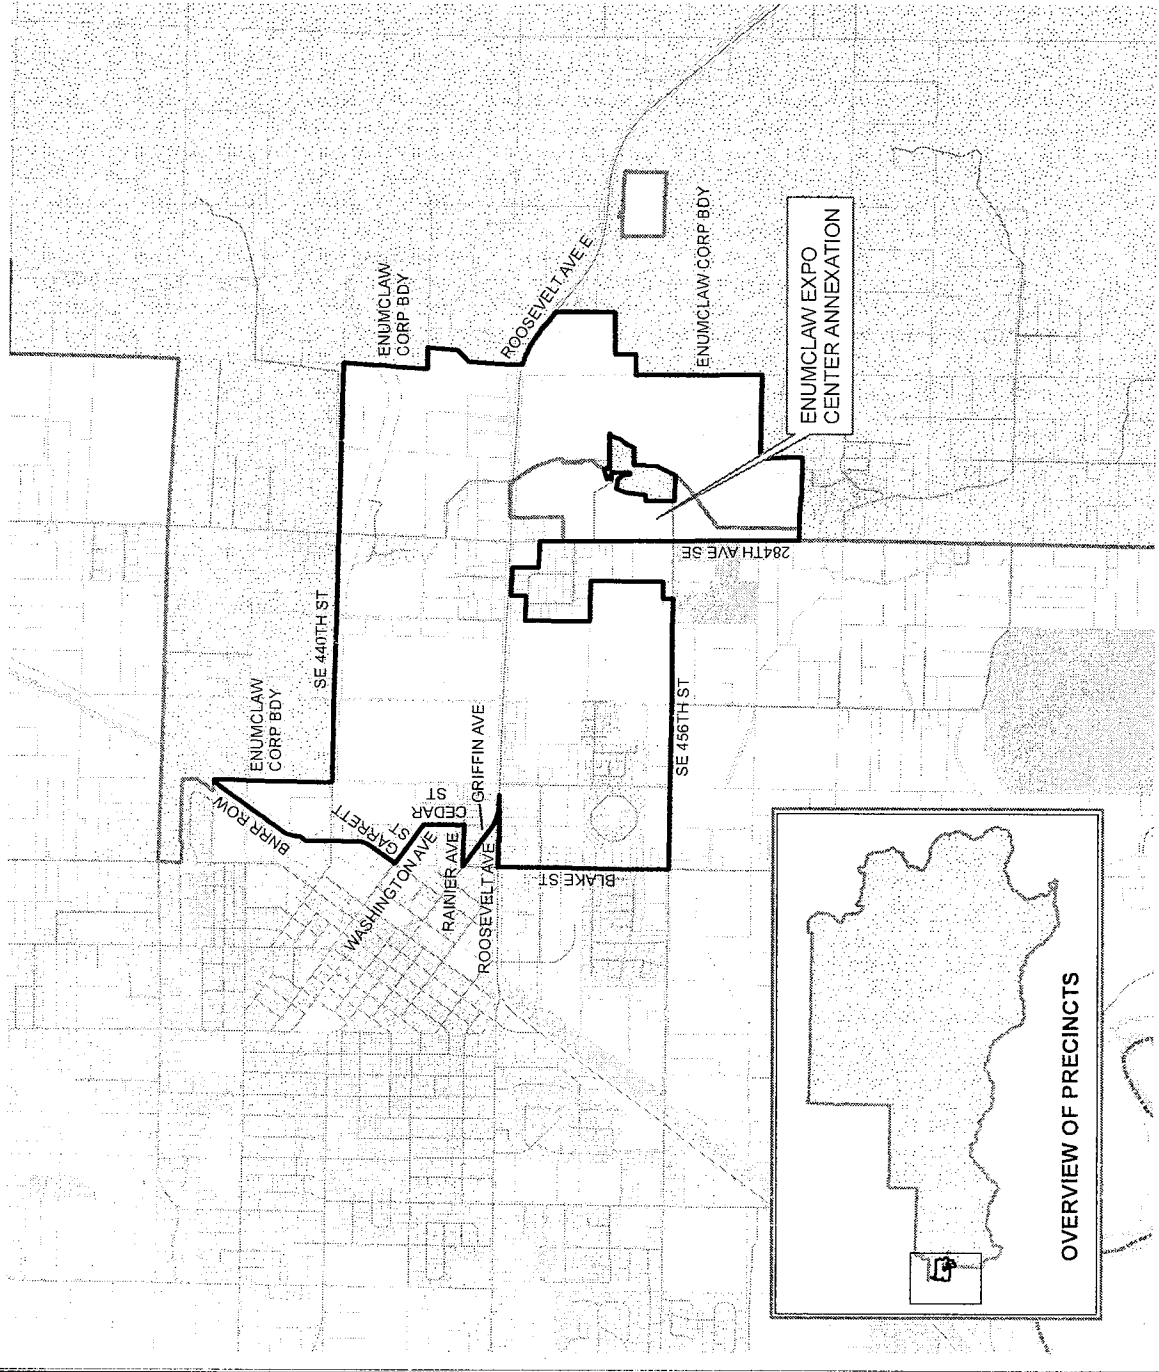 ENUMCLAW
CORP BDY
ROOSEVELT AVE E
ENUMCLAW CORP BDY
ENUMCLAW EXPO
CENTER ANNEXATION
284TH AVE SE
SE 440TH ST
SE 456TH ST
ENUMCLAW
CORP BDY
BNRR ROW
GARRETT
ST
CEDAR
ST
GRIFFIN AVE
WASHINGTON AVE
RAINIER AVE
ROOSEVELT AVE
BLAKE ST
OVERVIEW OF PRECINCTS